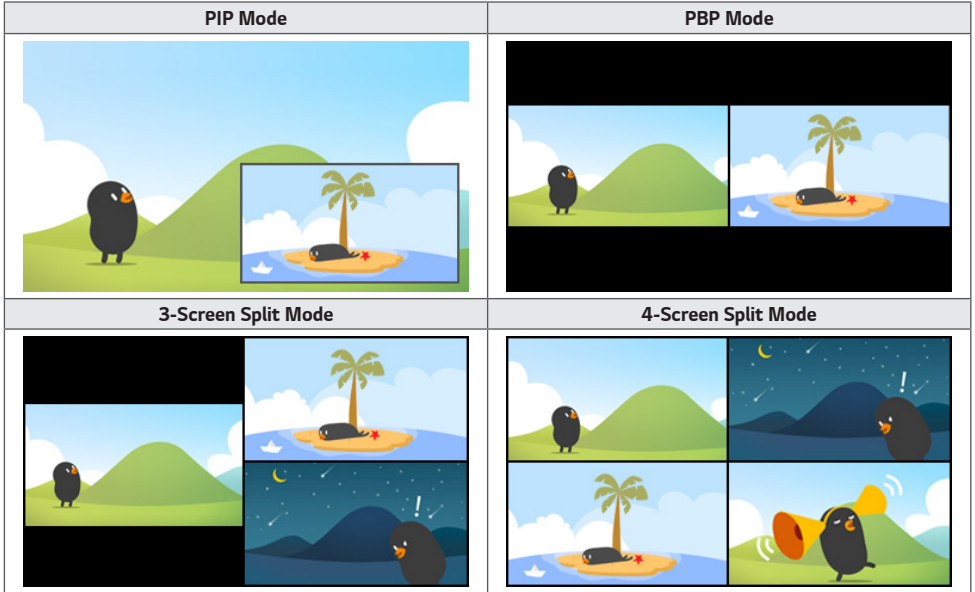 PIP Mode
PBP Mode
3-Screen Split Mode
4-Screen Split Mode
!
!